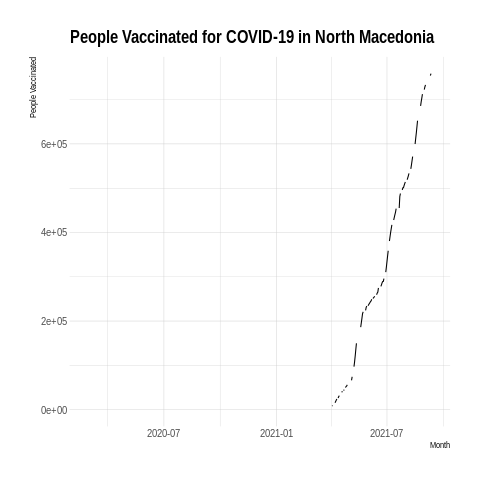 People Vaccinated for COVID-19 in North Macedonia
People Vaccinated
6e+05
4e+05
2e+05
0e+00
2020-07 2021-01 2021-07
Month